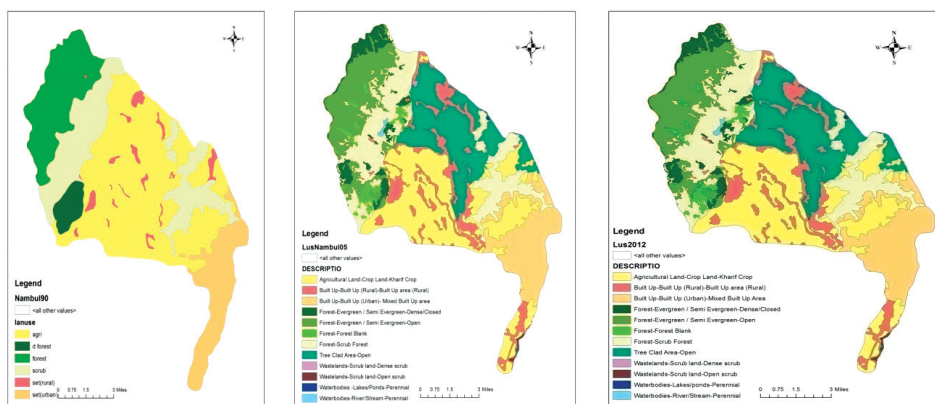 N
W E
S
Legend
Nambul90
<all other values>
lanuse
agri
d forest
forest
scrub
set(rural)
set(urban)
0 0.75 1.5 3 Miles
N
W E
S
Legend
LusNambul05
<all other values>
DESCRIPTIO
Agricultural Land-Crop Land-Kharif Crop
Built Up-Built Up (Rural)-Built Up area (Rural)
Built Up-Built Up (Urban)- Mixed Built Up area
Forest-Evergreen / Semi Evergreen-Dense/Closed
Forest-Evergreen / Semi Evergreen-Open
Forest-Forest Blank
Forest-Scrub Forest
Tree Clad Area-Open
Wastelands-Scrub land-Dense scrub
Wastelands-Scrub land-Open scrub
Waterbodies-Lakes/Ponds-Perennial
Waterbodies-River/Stream-Perennial
0 0.75 1.5 3 Miles
N
W E
S
Legend
Lus2012
<all other values>
DESCRIPTIO
Agriciultural Land-Crop Land-Kharif Crop
Built Up-Built Up (Rural)-Built Up area (Rural)
Built Up-Built Up (Urban)-Mixed Built Up Area
Forest-Evergreen / Semi Evergreen-Dense/Closed
Forest-Evergreen / Semi Evergreen-Open
Forest-Forest Blank
Forest-Scrub Forest
Tree Clad Area-Open
Wastelands-Scrub land-Dense scrub
Wastelands-Scrub land-Open scrub
Waterbodies-Lakes/ponds-Perennial
Waterbodies-River/Stream-Perennial
0 0.75 1.5 3 Miles